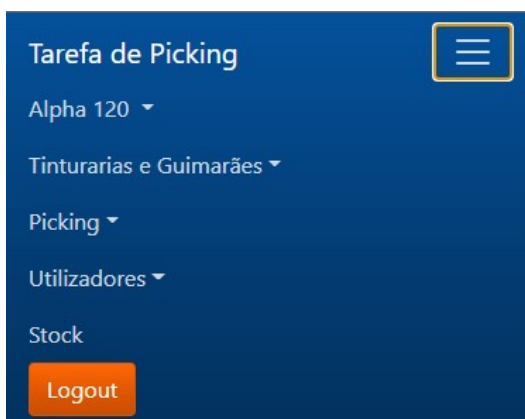 Tarefa de Picking
Alpha 120
Tinturarias e Guimarães
Picking
Utilizadores
Stock
Logout